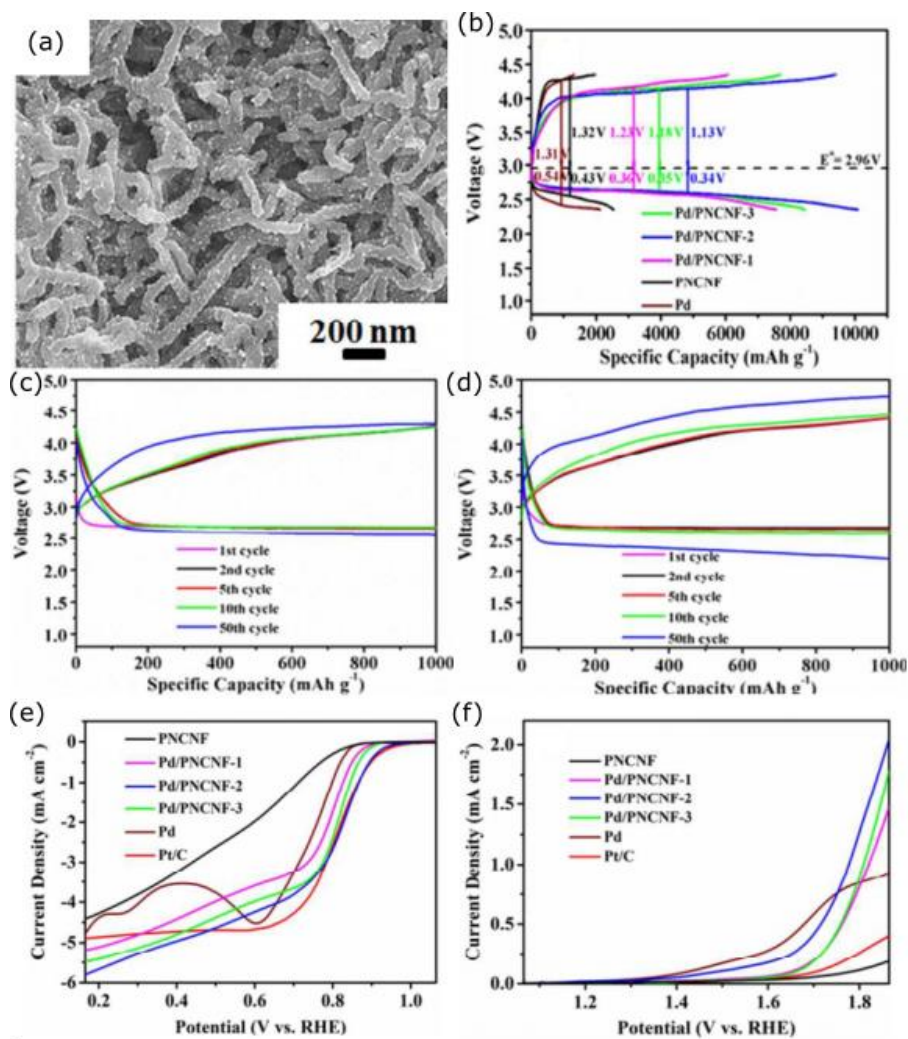 (a)
200 nm
(b)
Voltage (V)
5.0
4.5
4.0
3.5
3.0
2.5
2.0
1.5
1.0
1.32V 1.23V 1.18V 1.13V
E°= 2.96V
1.31V
0.54V 0.43V 0.36V 0.35V 0.34V
Pd/PNCNF-3
Pd/PNCNF-2
Pd/PNCNF-1
PNCNF
Pd
0 2000 4000 6000 8000 10000
Specific Capacity (mAh g-1)
(c)
Voltage (V)
5.0
4.5
4.0
3.5
3.0
2.5
2.0
1.5
1.0
1st cycle
2nd cycle
5th cycle
10th cycle
50th cycle
0 200 400 600 800 1000
Specific Capacity (mAh g-1)
(d)
Voltage (V)
5.0
4.5
4.0
3.5
3.0
2.5
2.0
1.5
1.0
1st cycle
2nd cycle
5th cycle
10th cycle
50th cycle
0 200 400 600 800 1000
Specific Capacity (mAh g-1)
(e)
Current Density (mA cm-2)
0
-1
-2
-3
-4
-5
-6
PNCNF
Pd/PNCNF-1
Pd/PNCNF-2
Pd/PNCNF-3
Pd
Pt/C
0.2 0.4 0.6 0.8 1.0
Potential (V vs. RHE)
(f)
Current Density (mA cm-2)
2.0
1.5
1.0
0.5
0.0
PNCNF
Pd/PNCNF-1
Pd/PNCNF-2
Pd/PNCNF-3
Pd
Pt/C
1.2 1.4 1.6 1.8
Potential (V vs. RHE)